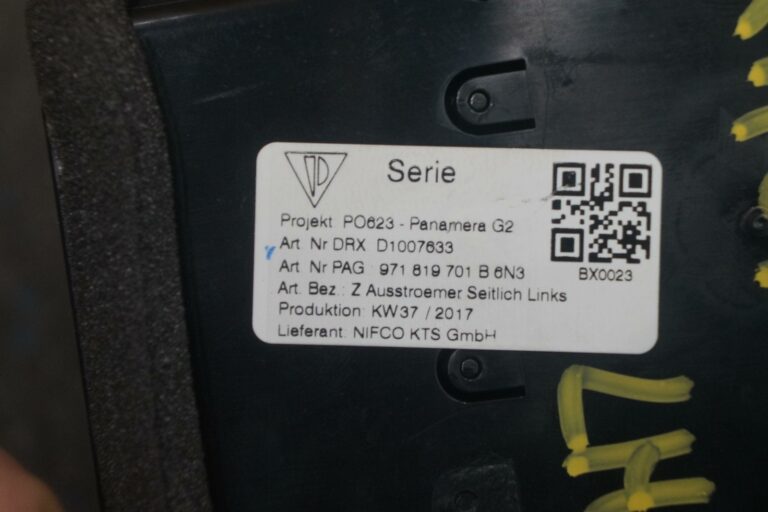 Serie
Projekt PO623 - Panamera G2
Art. Nr DRX D1007633
Art. Nr PAG : 971 819 701 B 6N3
BX0023
Art. Bez.: Z Ausstroemer Seitlich Links
Produktion: KW37 / 2017
Lieferant: NIFCO KTS GmbH